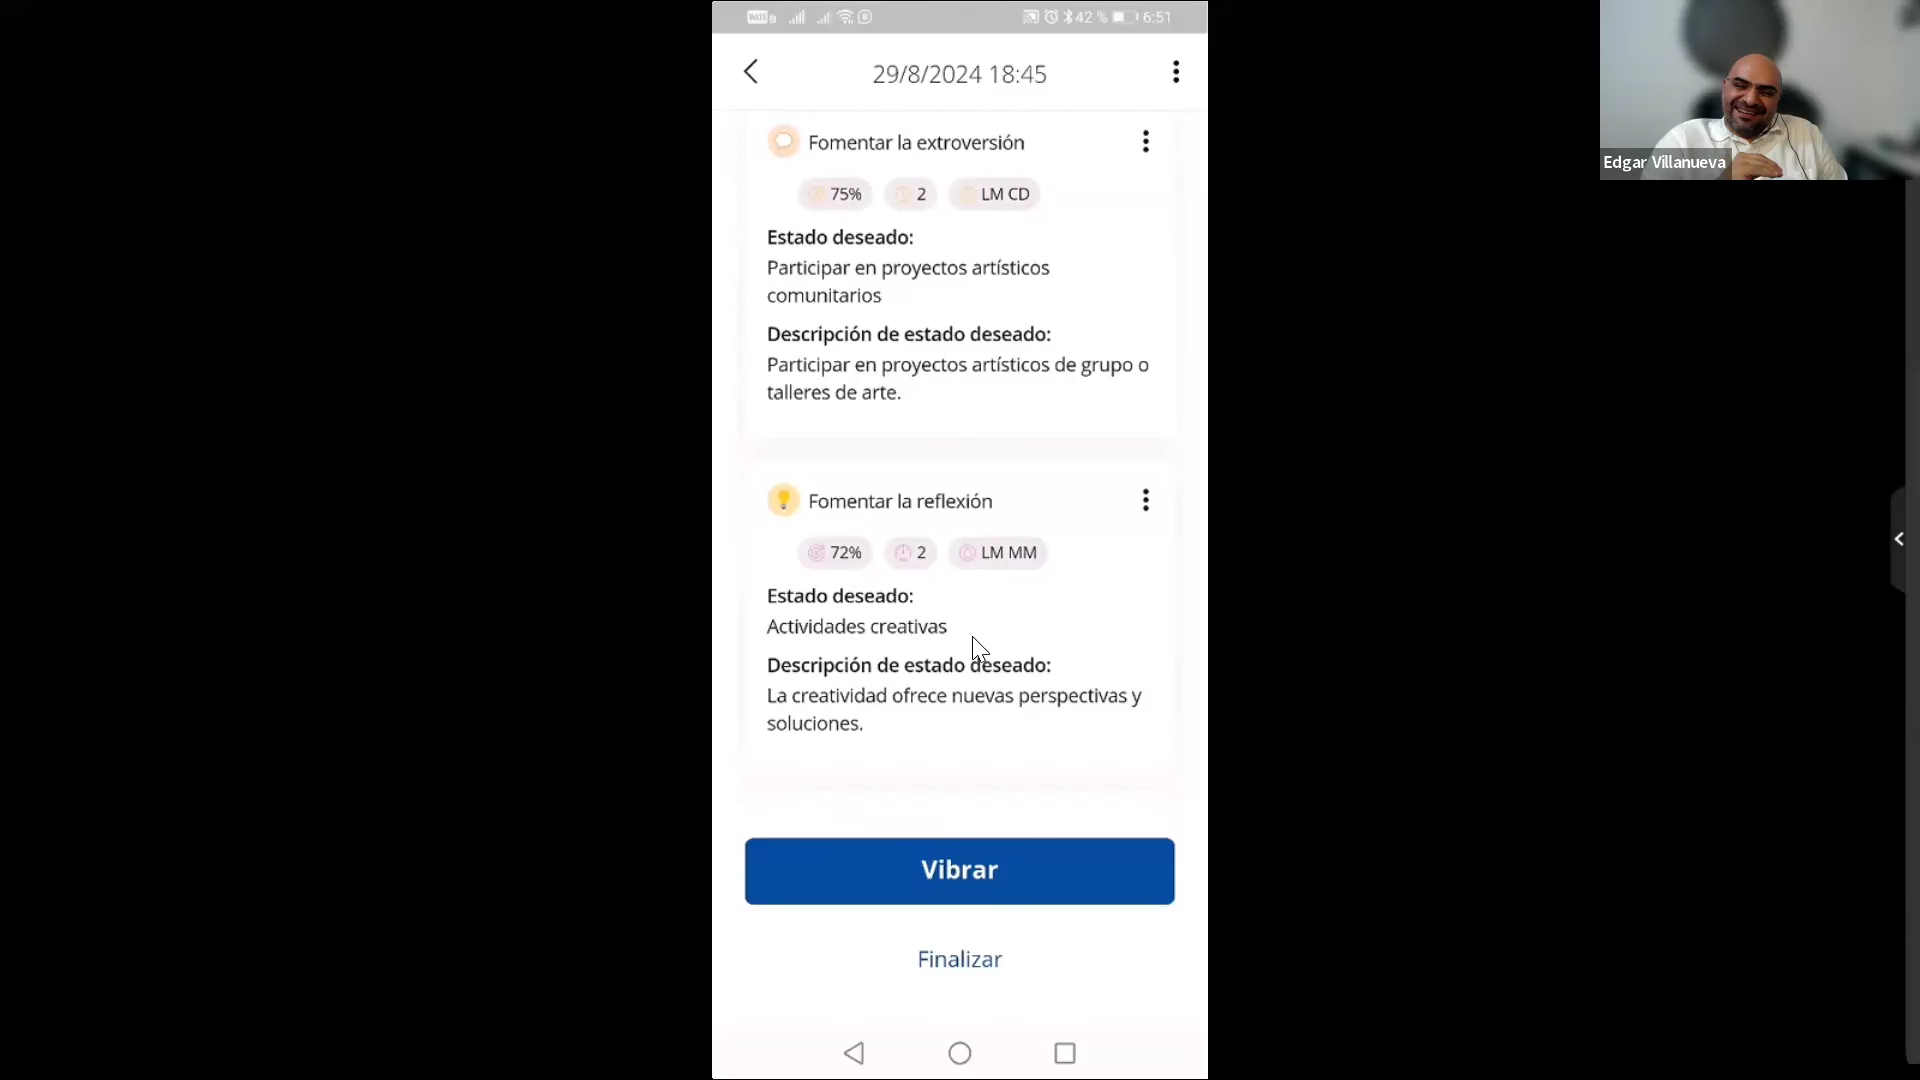 42 % 6:51
29/8/2024 18:45
Edgar Villanueva
Fomentar la extroversión
75% 2 LM CD
Estado deseado:
Participar en proyectos artísticos
comunitarios
Descripción de estado deseado:
Participar en proyectos artísticos de grupo o
talleres de arte.
Fomentar la reflexión
72% 2 LM MM
Estado deseado:
Actividades creativas
Descripción de estado deseado:
La creatividad ofrece nuevas perspectivas y
soluciones.
Vibrar
Finalizar